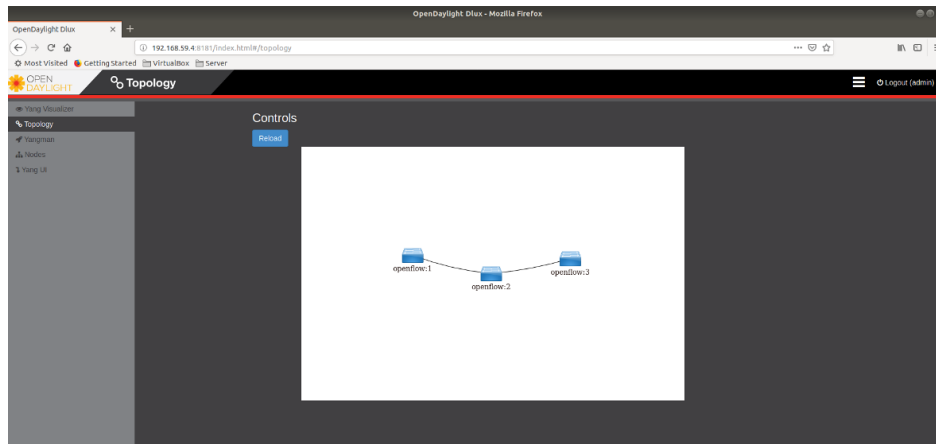 OpenDaylight Dlux - Mozilla Firefox
OpenDaylight Dlux × +
192.168.59.4:8181/index.html#/topology
Most Visited Getting Started VirtualBox Server
OPEN DAYLIGHT Topology Logout (admin)
Yang Visualizer
Topology
Yangman
Nodes
Yang UI
Controls
Reload
openflow:1
openflow:2
openflow:3